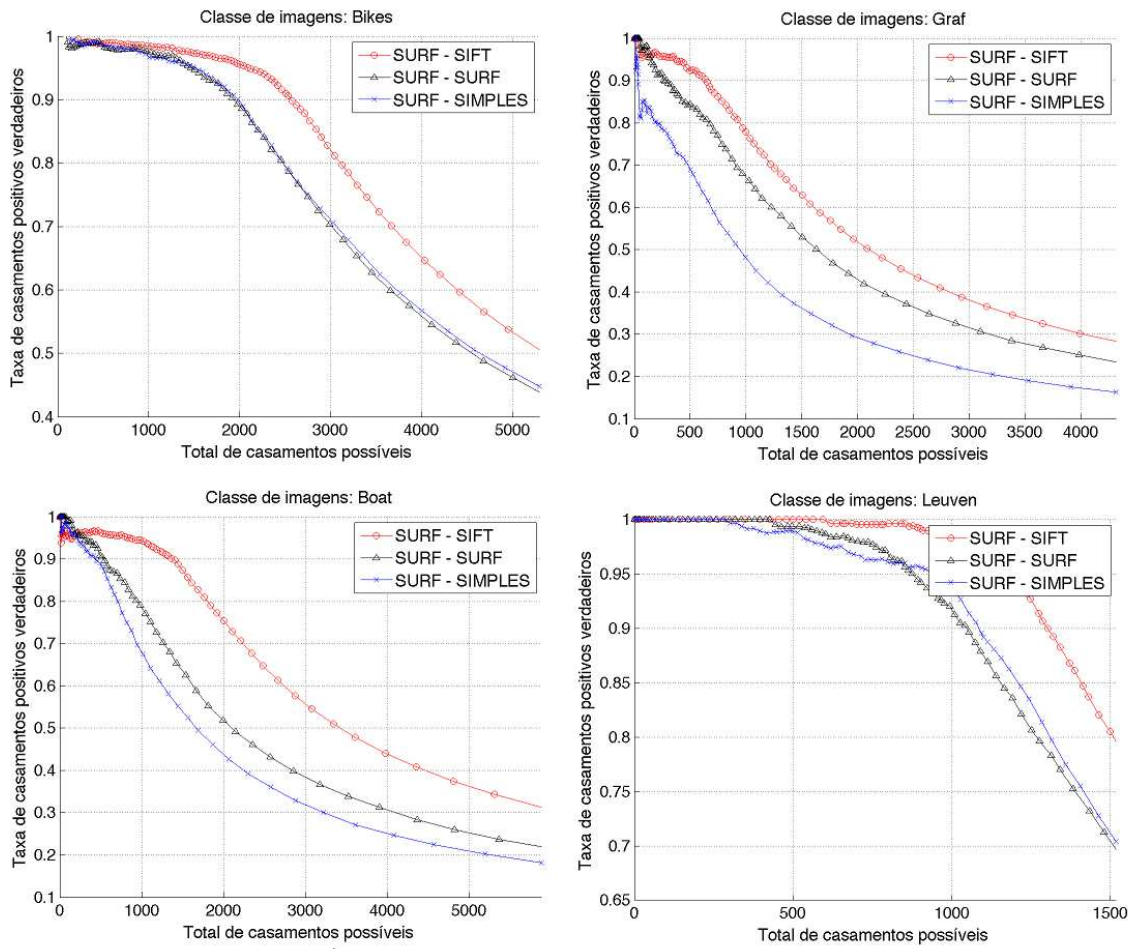 Classe de imagens: Bikes
Taxa de casamentos positivos verdadeiros
1
0.9
0.8
0.7
0.6
0.5
0.4
SURF - SIFT
SURF - SURF
SURF - SIMPLES
0 1000 2000 3000 4000 5000
Total de casamentos possíveis
Classe de imagens: Graf
Taxa de casamentos positivos verdadeiros
1
0.9
0.8
0.7
0.6
0.5
0.4
0.3
0.2
0.1
SURF - SIFT
SURF - SURF
SURF - SIMPLES
0 500 1000 1500 2000 2500 3000 3500 4000
Total de casamentos possíveis
Classe de imagens: Boat
Taxa de casamentos positivos verdadeiros
1
0.9
0.8
0.7
0.6
0.5
0.4
0.3
0.2
0.1
SURF - SIFT
SURF - SURF
SURF - SIMPLES
0 1000 2000 3000 4000 5000
Total de casamentos possíveis
Classe de imagens: Leuven
Taxa de casamentos positivos verdadeiros
1
0.95
0.9
0.85
0.8
0.75
0.7
0.65
SURF - SIFT
SURF - SURF
SURF - SIMPLES
0 500 1000 1500
Total de casamentos possíveis